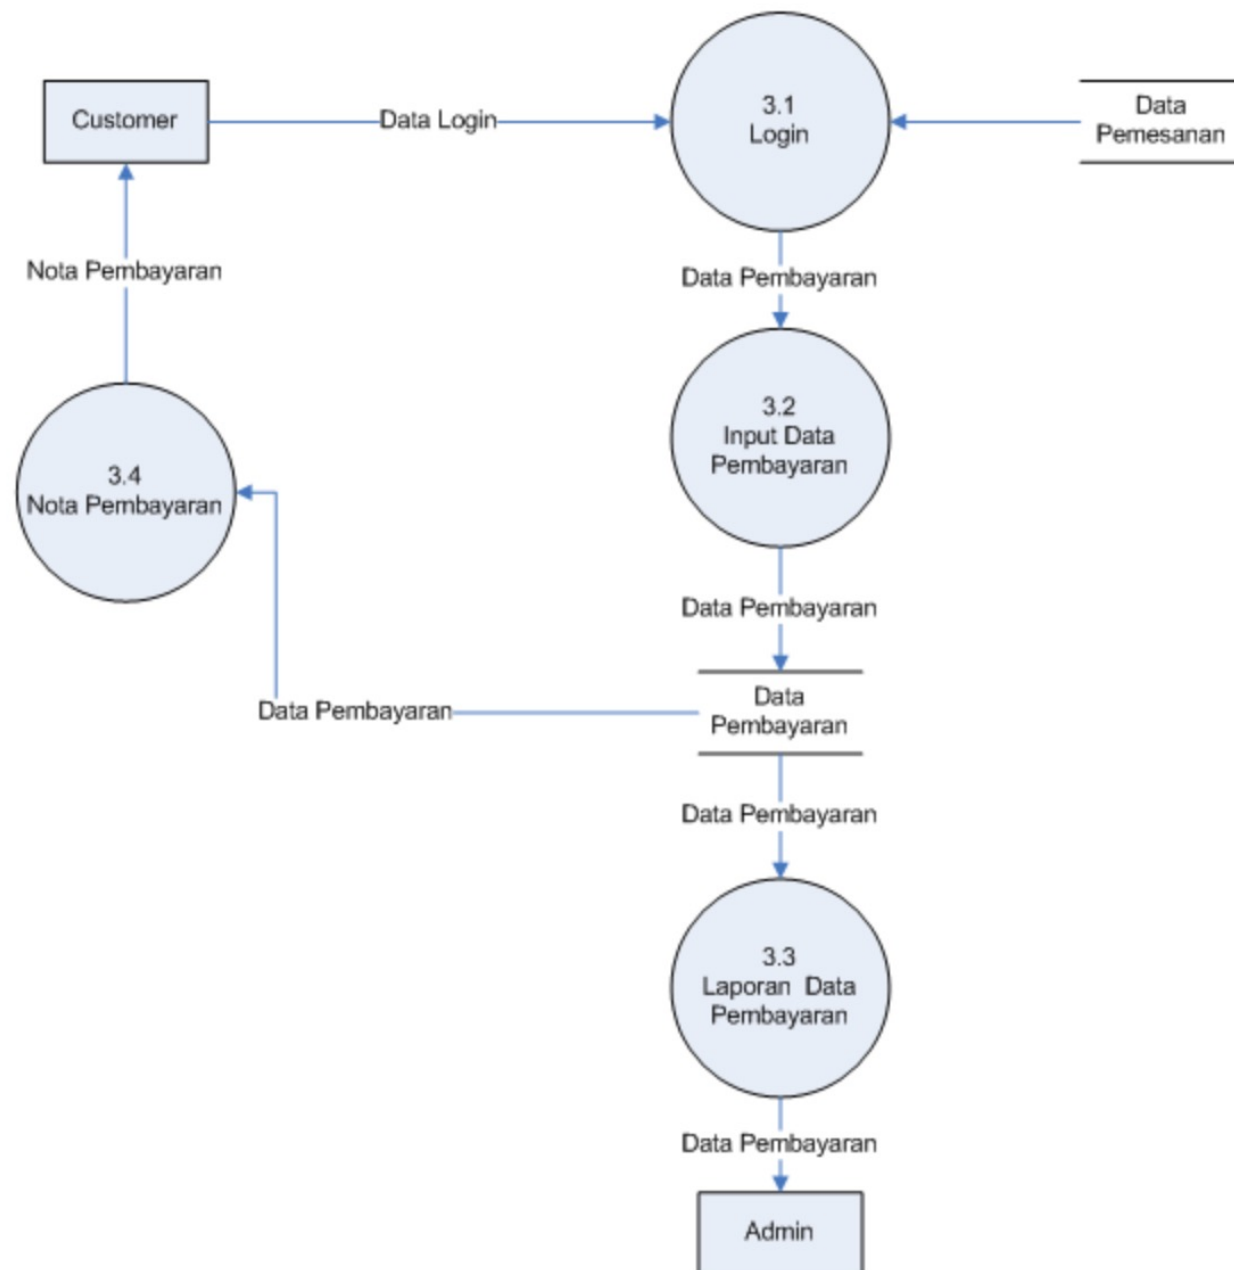 Customer
Data Login
3.1
Login
Data
Pemesanan
Nota Pembayaran
Data Pembayaran
3.2
Input Data
Pembayaran
3.4
Nota Pembayaran
Data Pembayaran
Data Pembayaran
Data
Pembayaran
Data Pembayaran
3.3
Laporan Data
Pembayaran
Data Pembayaran
Admin